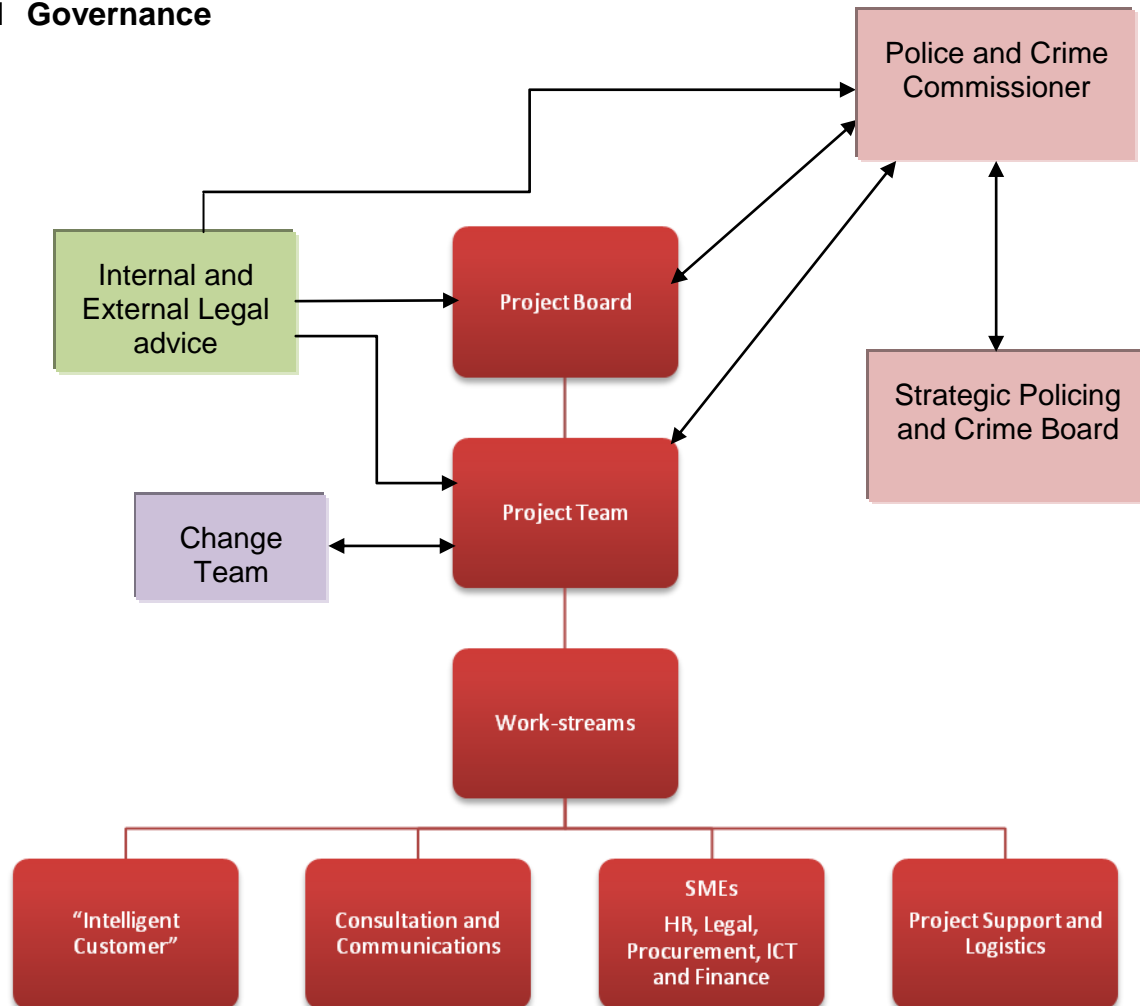 Governance
Police and Crime
Commissioner
Internal and
External Legal
advice
Project Board
Strategic Policing
and Crime Board
Project Team
Change
Team
Work-streams
“Intelligent
Customer”
Consultation and
Communications
SMEs
HR, Legal,
Procurement, ICT
and Finance
Project Support and
Logistics